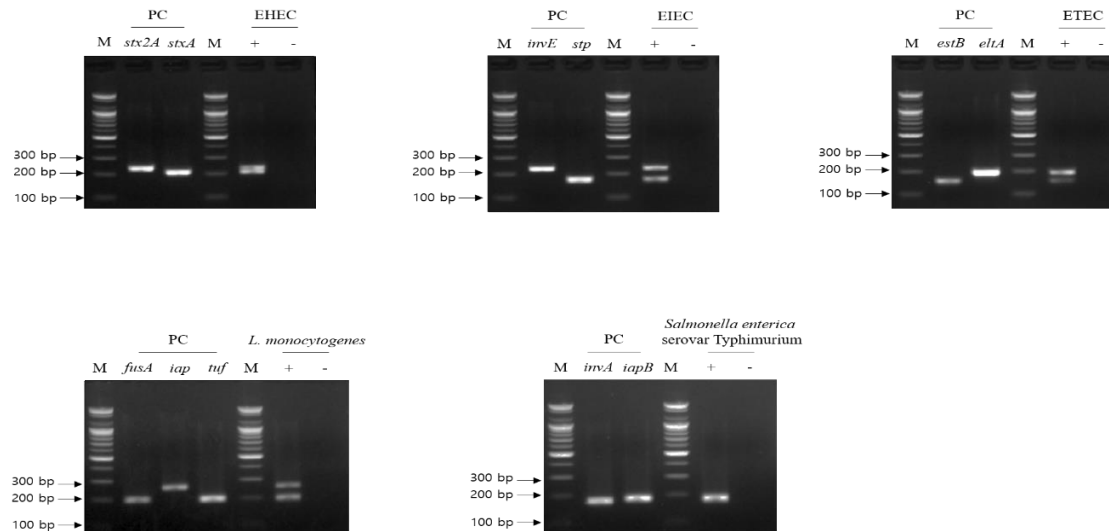 PC EHEC
M stx2A stxA M + -
300 bp
200 bp
100 bp
PC EIEC
M invE stp M + -
300 bp
200 bp
100 bp
PC ETEC
M estB eltA M + -
300 bp
200 bp
100 bp
PC L. monocytogenes
M fusA iap tuf M + -
300 bp
200 bp
100 bp
Salmonella enterica
PC serovar Typhimurium
M invA iapB M + -
300 bp
200 bp
100 bp